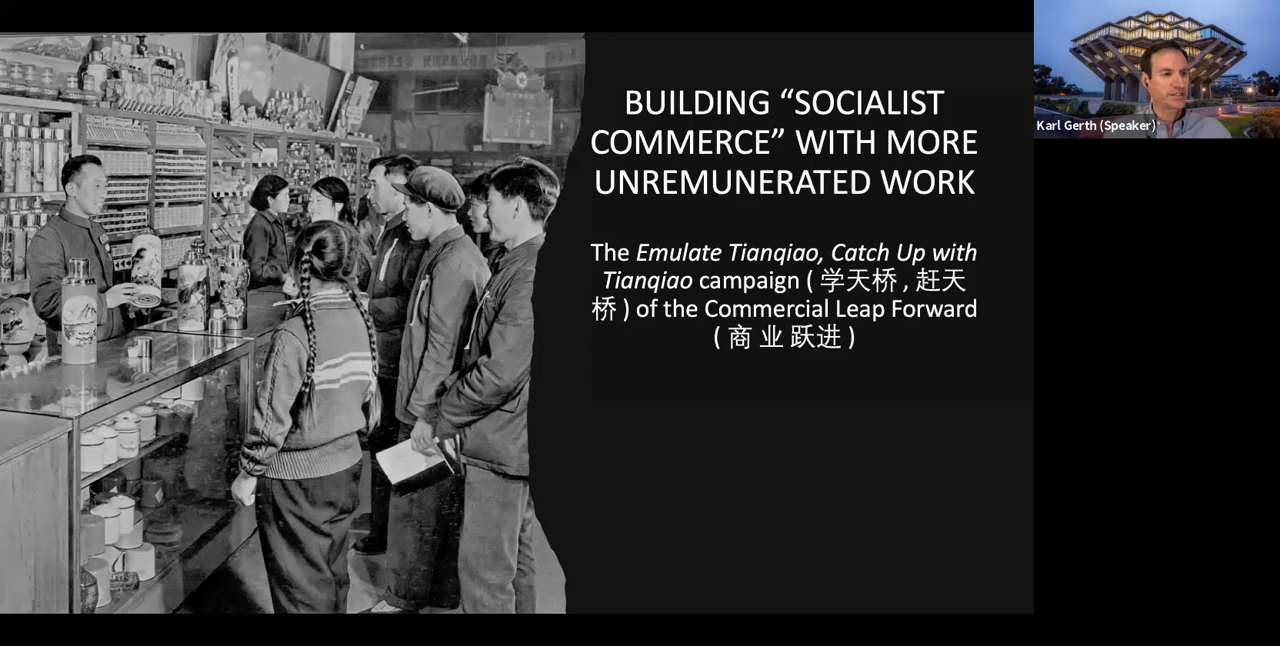 BUILDING “SOCIALIST
COMMERCE” WITH MORE
UNREMUNERATED WORK
The Emulate Tianqiao, Catch Up with
Tianqiao campaign ( 学天桥 , 赶天
桥 ) of the Commercial Leap Forward
( 商 业 跃进 )
Karl Gerth (Speaker)